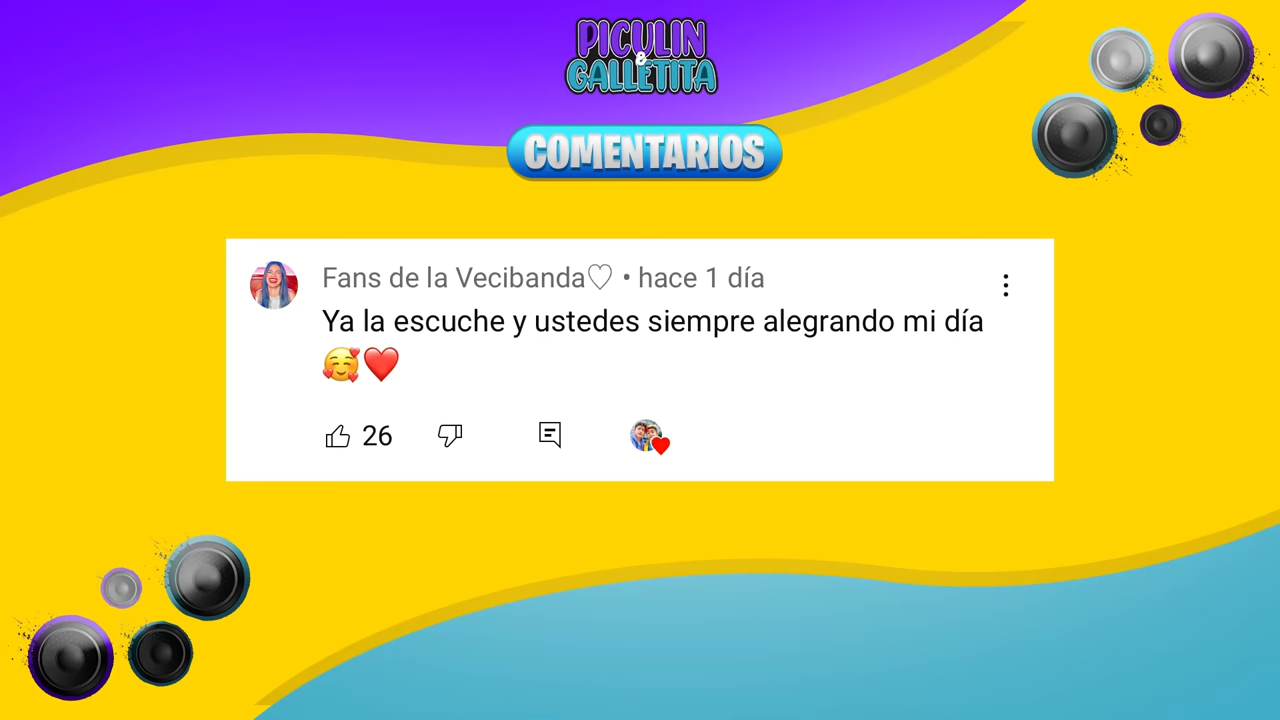 PICULIN
&
GALLETITA
COMENTARIOS
Fans de la Vecibanda♡ • hace 1 día
Ya la escuche y ustedes siempre alegrando mi día
🥰❤️
26